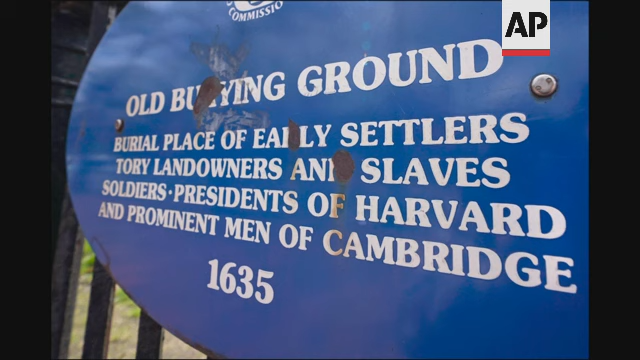 AP
COMMISSIO
OLD BURYING GROUND
BURIAL PLACE OF EARLY SETTLERS
TORY LANDOWNERS AND SLAVES
SOLDIERS·PRESIDENTS OF HARVARD
AND PROMINENT MEN OF CAMBRIDGE
1635